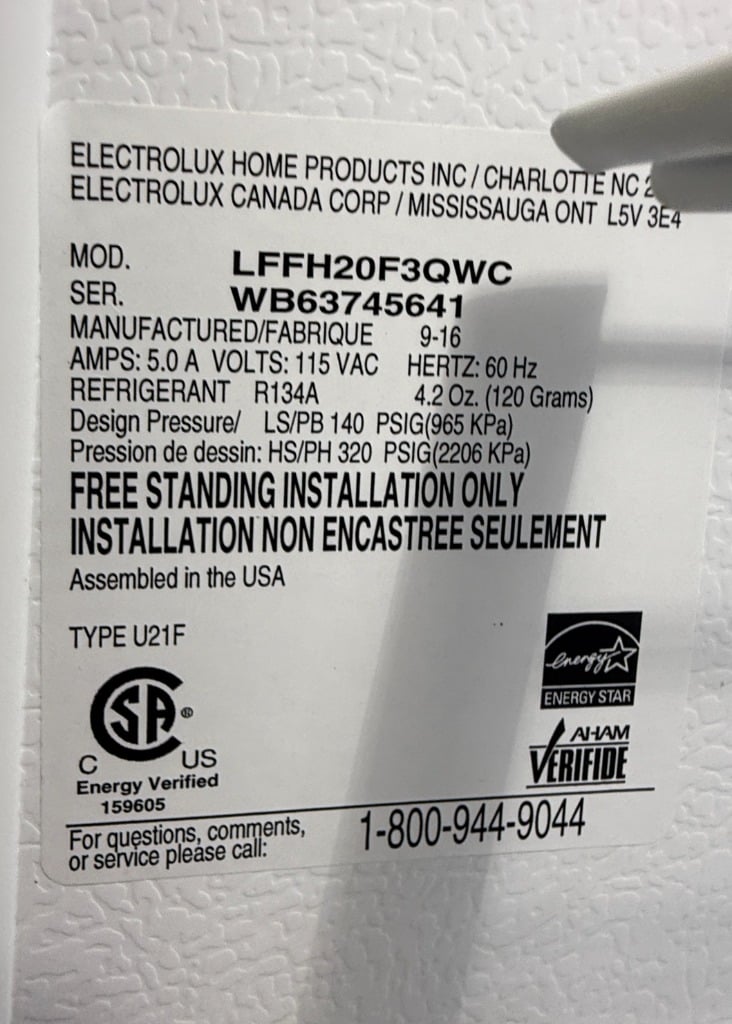 ELECTROLUX HOME PRODUCTS INC / CHARLOTTE NC
ELECTROLUX CANADA CORP / MISSISSAUGA ONT L5V 3E4
MOD. LFFH20F3QWC
SER. WB63745641
MANUFACTURED/FABRIQUE 9-16
AMPS: 5.0 A VOLTS: 115 VAC HERTZ: 60 Hz
REFRIGERANT R134A 4.2 Oz. (120 Grams)
Design Pressure/ LS/PB 140 PSIG(965 KPa)
Pression de dessin: HS/PH 320 PSIG(2206 KPa)
FREE STANDING INSTALLATION ONLY
INSTALLATION NON ENCASTREE SEULEMENT
Assembled in the USA
TYPE U21F
energy
ENERGY STAR
SA ®
C US
Energy Verified
159605
AHAM
VERIFIDE
For questions, comments,
or service please call: 1-800-944-9044